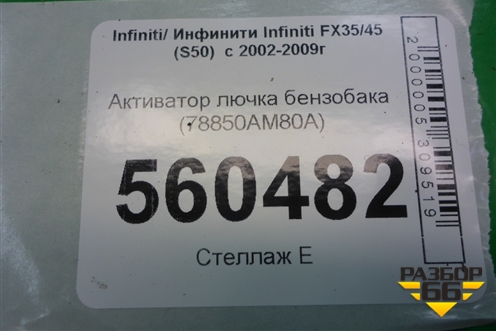 Infiniti/ Инфинити Infiniti FX35/45
(S50) с 2002-2009г
Активатор лючка бензобака
(78850AM80A)
560482
Стеллаж Е
2000005309519
РАЗБОР
66